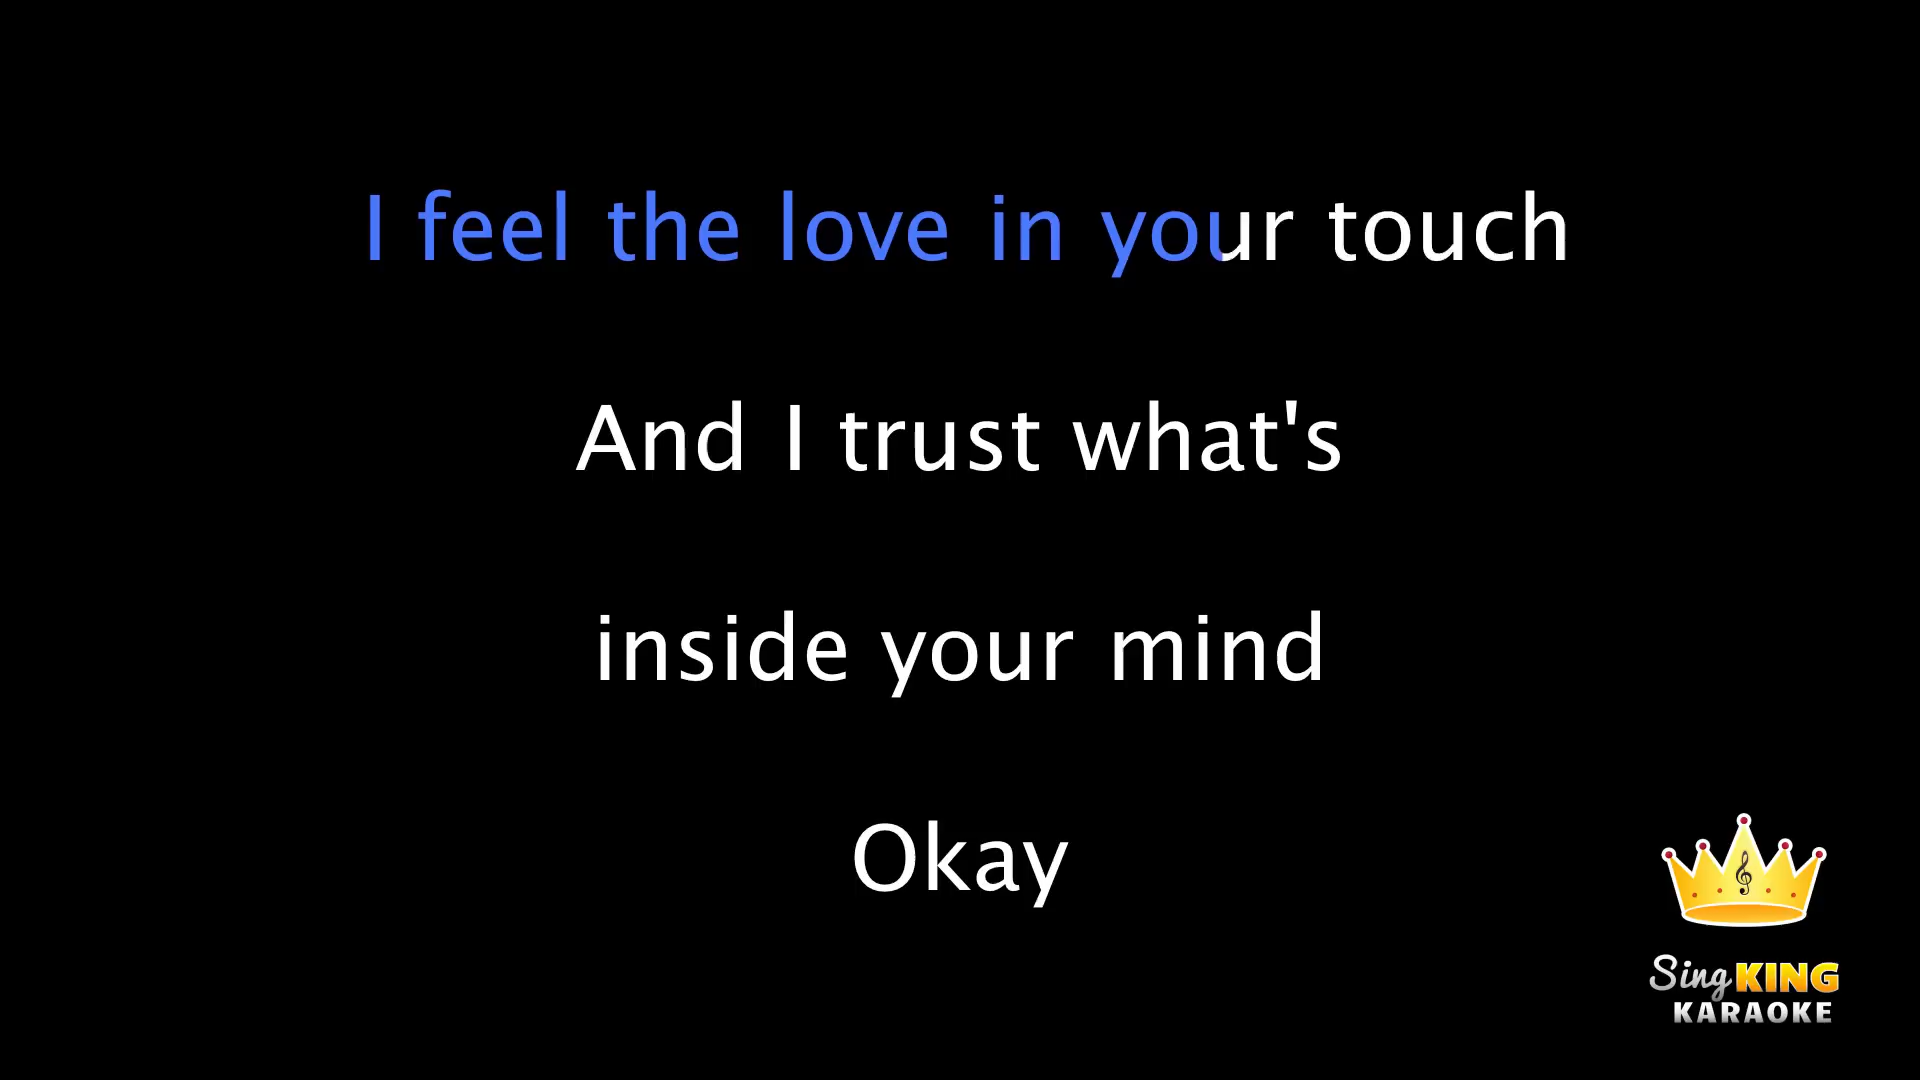 I feel the love in your touch
And I trust what's
inside your mind
Okay
Sing KING
KARAOKE